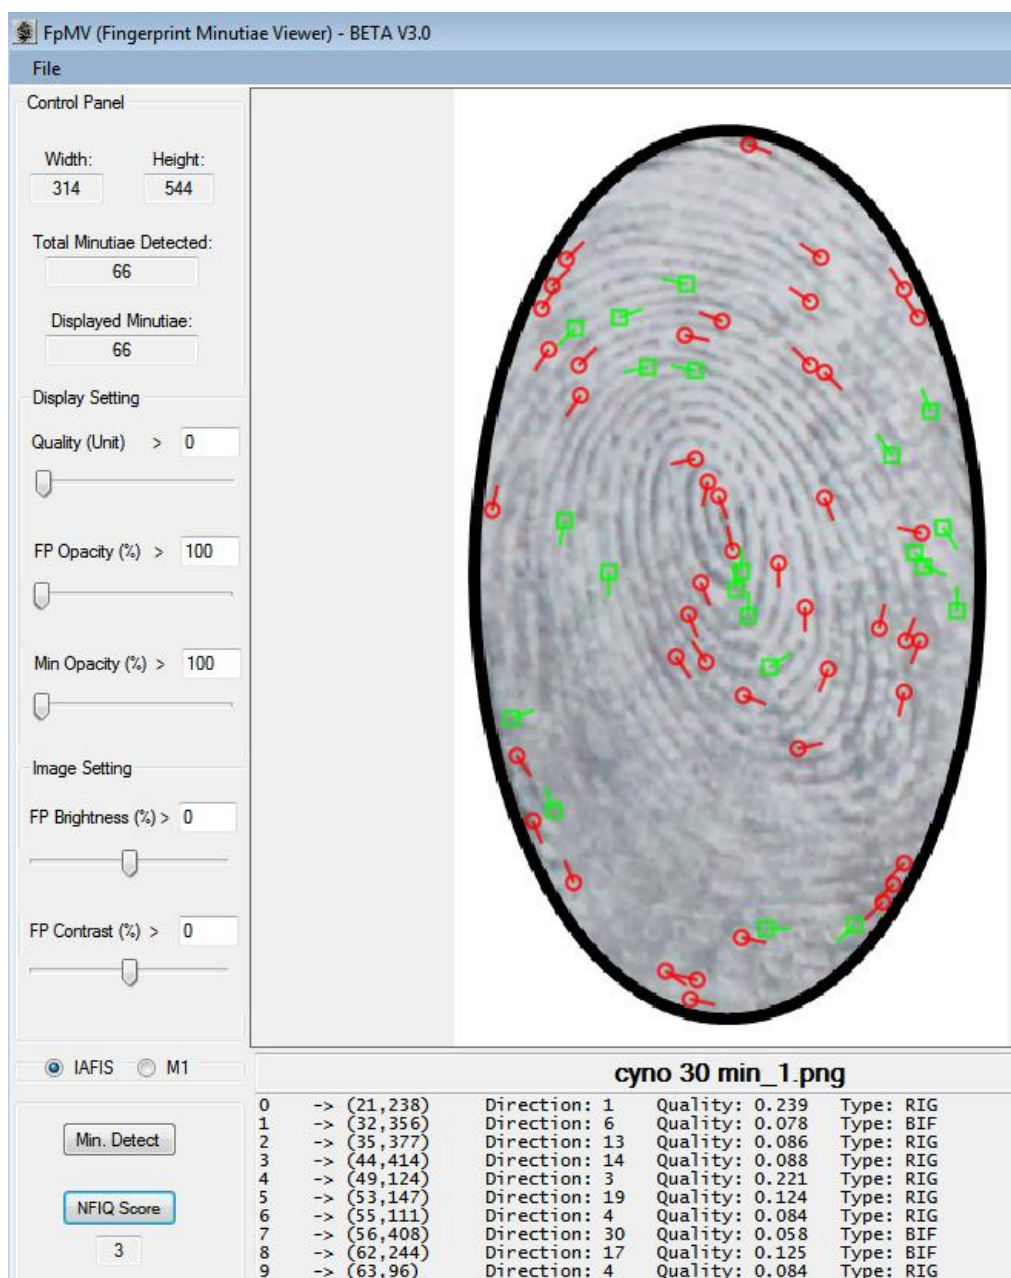 FpMV (Fingerprint Minutiae Viewer) - BETA V3.0
File
Control Panel
Width: Height:
314 544
Total Minutiae Detected:
66
Displayed Minutiae:
66
Display Setting
Quality (Unit) > 0
FP Opacity (%) > 100
Min Opacity (%) > 100
Image Setting
FP Brightness (%) > 0
FP Contrast (%) > 0
IAFIS M1
Min. Detect
NFIQ Score
3
cyno 30 min_1.png
0 -> (21,238) Direction: 1 Quality: 0.239 Type: RIG
1 -> (32,356) Direction: 6 Quality: 0.078 Type: BIF
2 -> (35,377) Direction: 13 Quality: 0.086 Type: RIG
3 -> (44,414) Direction: 14 Quality: 0.088 Type: RIG
4 -> (49,124) Direction: 3 Quality: 0.221 Type: RIG
5 -> (53,147) Direction: 19 Quality: 0.124 Type: RIG
6 -> (55,111) Direction: 4 Quality: 0.084 Type: RIG
7 -> (56,408) Direction: 30 Quality: 0.058 Type: BIF
8 -> (62,244) Direction: 17 Quality: 0.125 Type: BIF
9 -> (63,96) Direction: 4 Quality: 0.084 Type: RIG